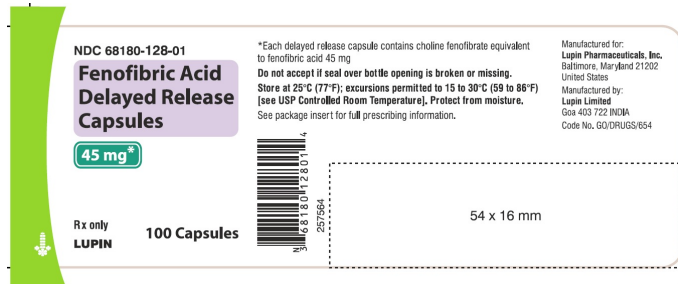 NDC 68180-128-01
Fenofibric Acid
Delayed Release
Capsules
45 mg*
Rx only
LUPIN
100 Capsules
*Each delayed release capsule contains choline fenofibrate equivalent
to fenofibric acid 45 mg
Do not accept if seal over bottle opening is broken or missing.
Store at 25°C (77°F); excursions permitted to 15 to 30°C (59 to 86°F)
[see USP Controlled Room Temperature]. Protect from moisture.
See package insert for full prescribing information.
N
3 68180 12801 4
257564
54 x 16 mm
Manufactured for:
Lupin Pharmaceuticals, Inc.
Baltimore, Maryland 21202
United States
Manufactured by:
Lupin Limited
Goa 403 722 INDIA
Code No. GO/DRUGS/654